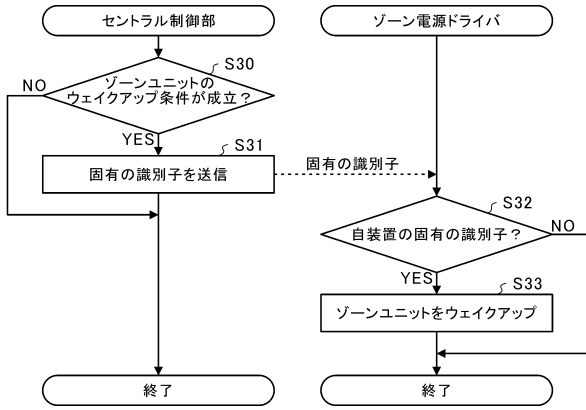 セントラル制御部
ゾーン電源ドライバ
S30
NO
ゾーンユニットの
ウェイクアップ条件が成立？
YES
S31
固有の識別子を送信
固有の識別子
S32
自装置の固有の識別子？
NO
YES
S33
ゾーンユニットをウェイクアップ
終了
終了